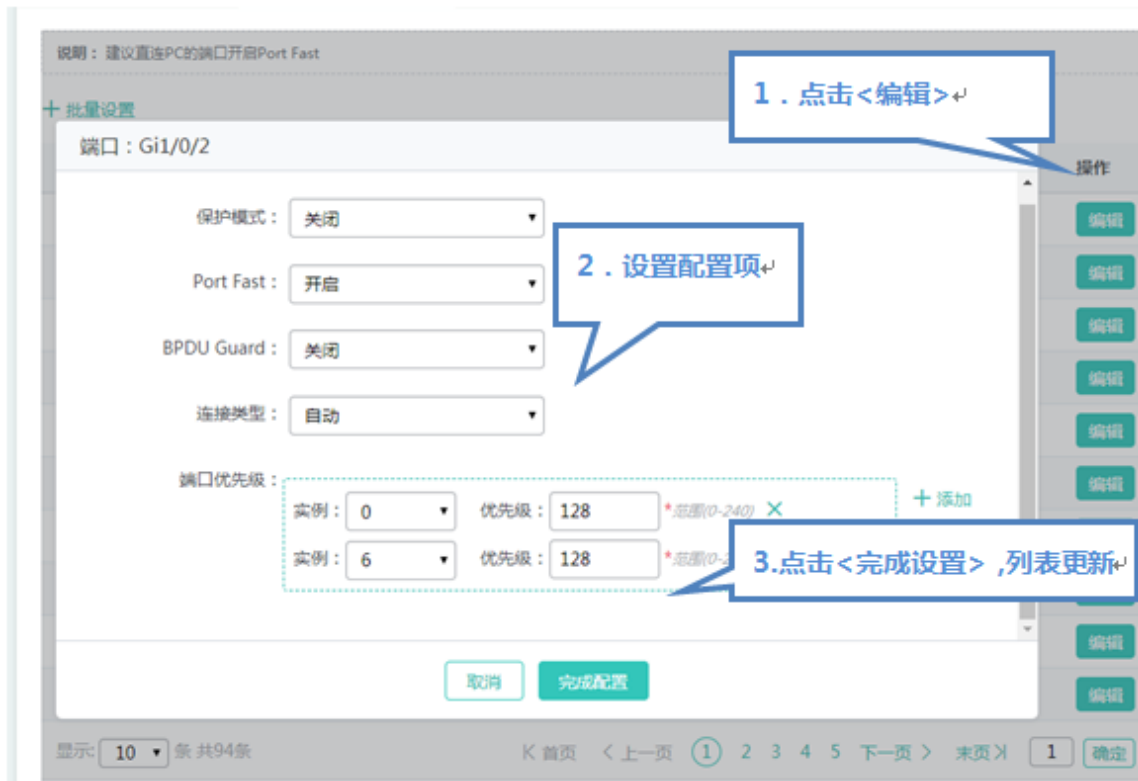 说明：建议直连PC的端口开启Port Fast
1．点击<编辑>
+ 批量设置
端口：Gi1/0/2
操作
保护模式： 关闭
编辑
2．设置配置项
Port Fast： 开启
编辑
编辑
BPDU Guard： 关闭
编辑
连接类型： 自动
编辑
端口优先级：
编辑
+ 添加
实例： 0 优先级： 128 *范围(0-240) ×
实例： 6 优先级： 128 *范围(0-2
3.点击<完成设置>,列表更新
编辑
取消 完成配置
编辑
显示: 10 条 共94条 首页 上一页 1 2 3 4 5 下一页 末页 1 确定